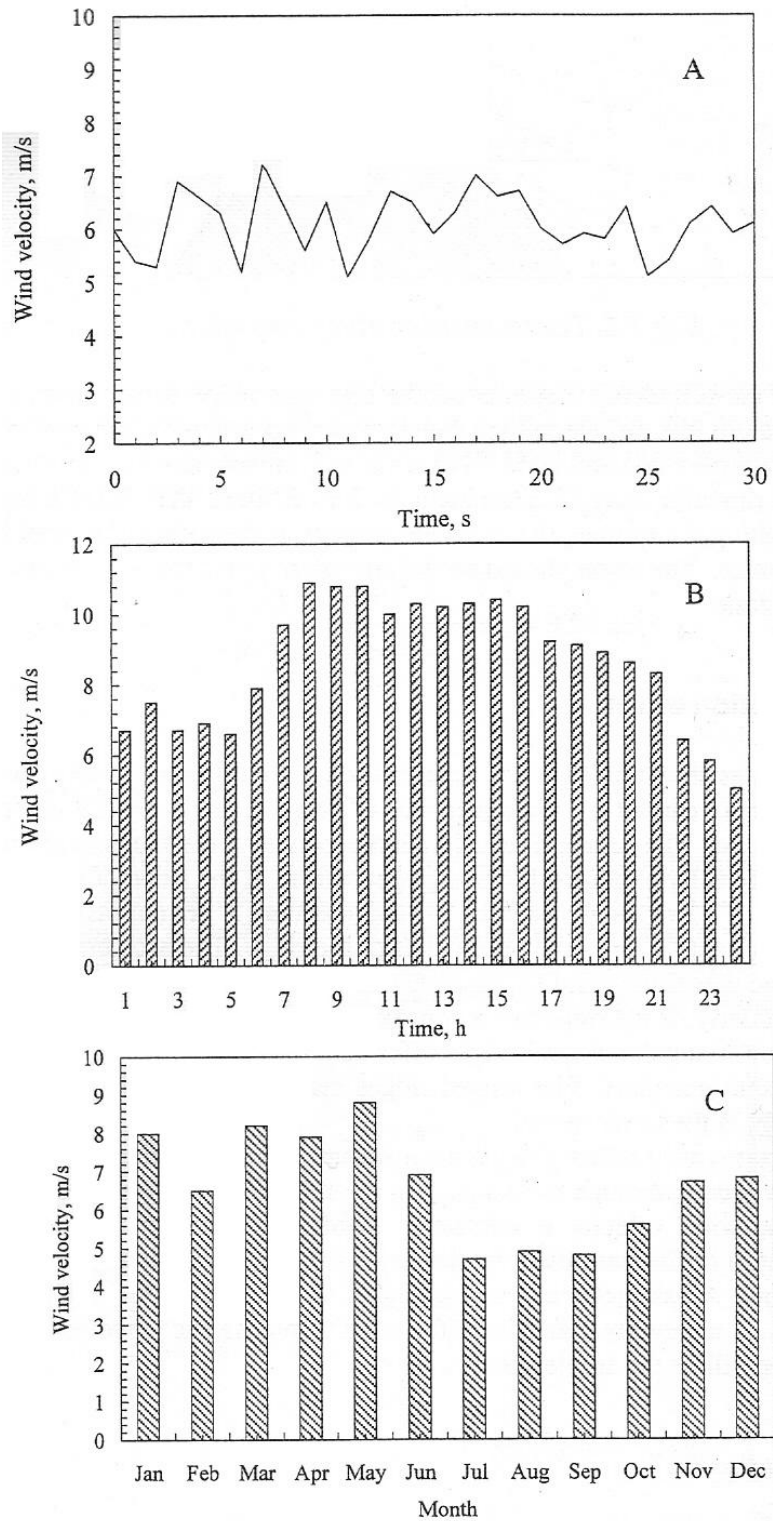 A
Wind velocity, m/s
10
9
8
7
6
5
4
3
2
0 5 10 15 20 25 30
Time, s
B
Wind velocity, m/s
12
10
8
6
4
2
0
1 3 5 7 9 11 13 15 17 19 21 23
Time, h
C
Wind velocity, m/s
10
9
8
7
6
5
4
3
2
1
0
Jan Feb Mar Apr May Jun Jul Aug Sep Oct Nov Dec
Month